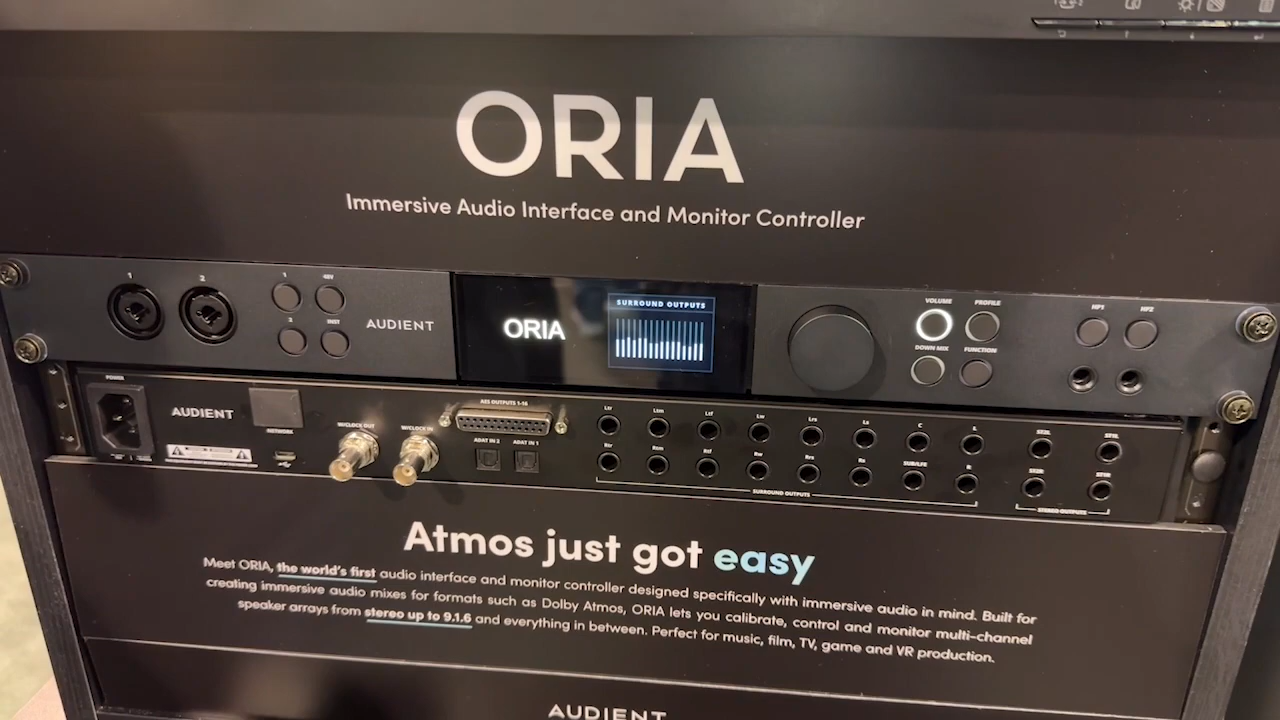 ORIA
Immersive Audio Interface and Monitor Controller
1 2 1 48V
2 INST
AUDIENT
ORIA
SURROUND OUTPUTS
VOLUME PROFILE
DOWN MIX FUNCTION
HP1 HP2
POWER
AUDIENT
NETWORK
W/CLOCK OUT W/CLOCK IN
AES OUTPUTS 1-16
ADAT IN 2 ADAT IN 1
Ltr Ltm Ltf Lw Lrs Ls C L ST2L ST1L
Rtr Rtm Rtf Rw Rrs Rs SUB/LFE R ST2R ST1R
SURROUND OUTPUTS
STEREO OUTPUTS
Atmos just got easy
Meet ORIA, the world's first audio interface and monitor controller designed specifically with immersive audio in mind. Built for
creating immersive audio mixes for formats such as Dolby Atmos, ORIA lets you calibrate, control and monitor multi-channel
speaker arrays from stereo up to 9.1.6 and everything in between. Perfect for music, film, TV, game and VR production.
AUDIENT